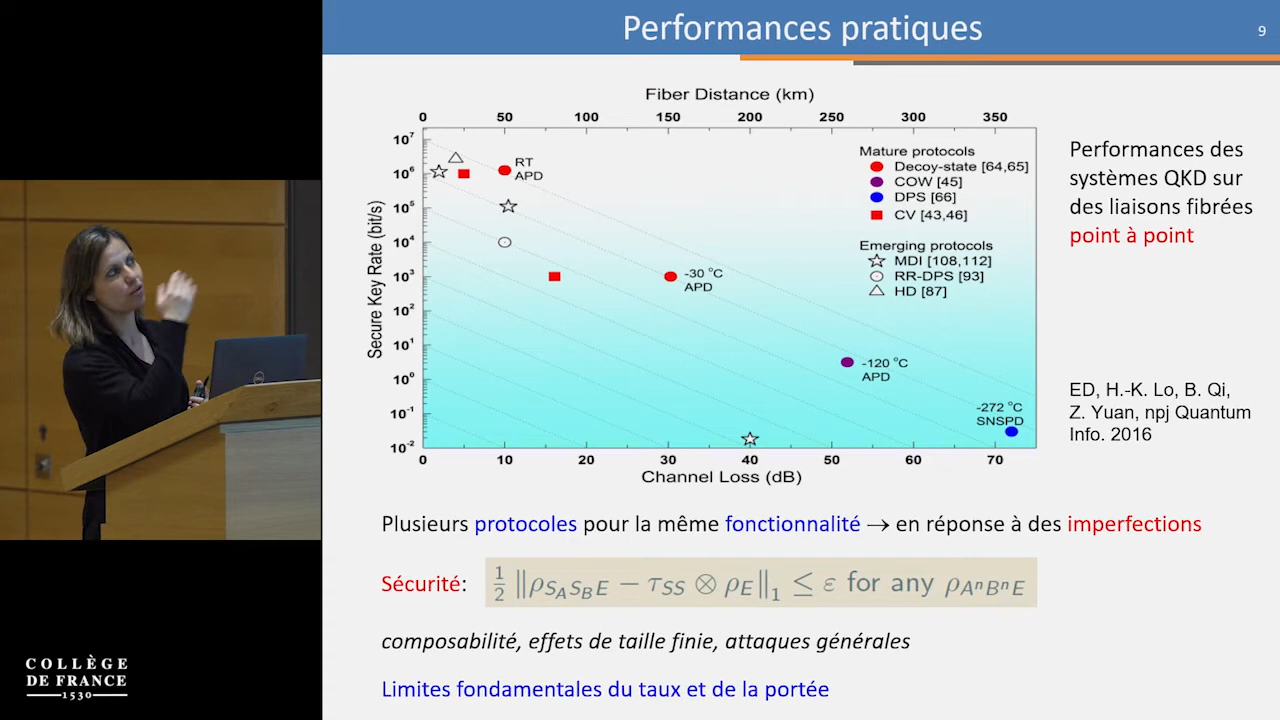 Performances pratiques
9
Fiber Distance (km)
0 50 100 150 200 250 300 350
Secure Key Rate (bit/s)
10⁷
10⁶
10⁵
10⁴
10³
10²
10¹
10⁰
10⁻¹
10⁻²
RT
APD
-30 °C
APD
-120 °C
APD
-272 °C
SNSPD
Mature protocols
Decoy-state [64,65]
COW [45]
DPS [66]
CV [43,46]
Emerging protocols
MDI [108,112]
RR-DPS [93]
HD [87]
0 10 20 30 40 50 60 70
Channel Loss (dB)
Performances des
systèmes QKD sur
des liaisons fibrées
point à point
ED, H.-K. Lo, B. Qi,
Z. Yuan, npj Quantum
Info. 2016
Plusieurs protocoles pour la même fonctionnalité → en réponse à des imperfections
Sécurité: ½ ‖ρ_{S_A S_B E} − τ_{SS} ⊗ ρ_E‖₁ ≤ ε for any ρ_{AⁿBⁿE}
composabilité, effets de taille finie, attaques générales
Limites fondamentales du taux et de la portée
COLLÈGE
DE FRANCE
1530